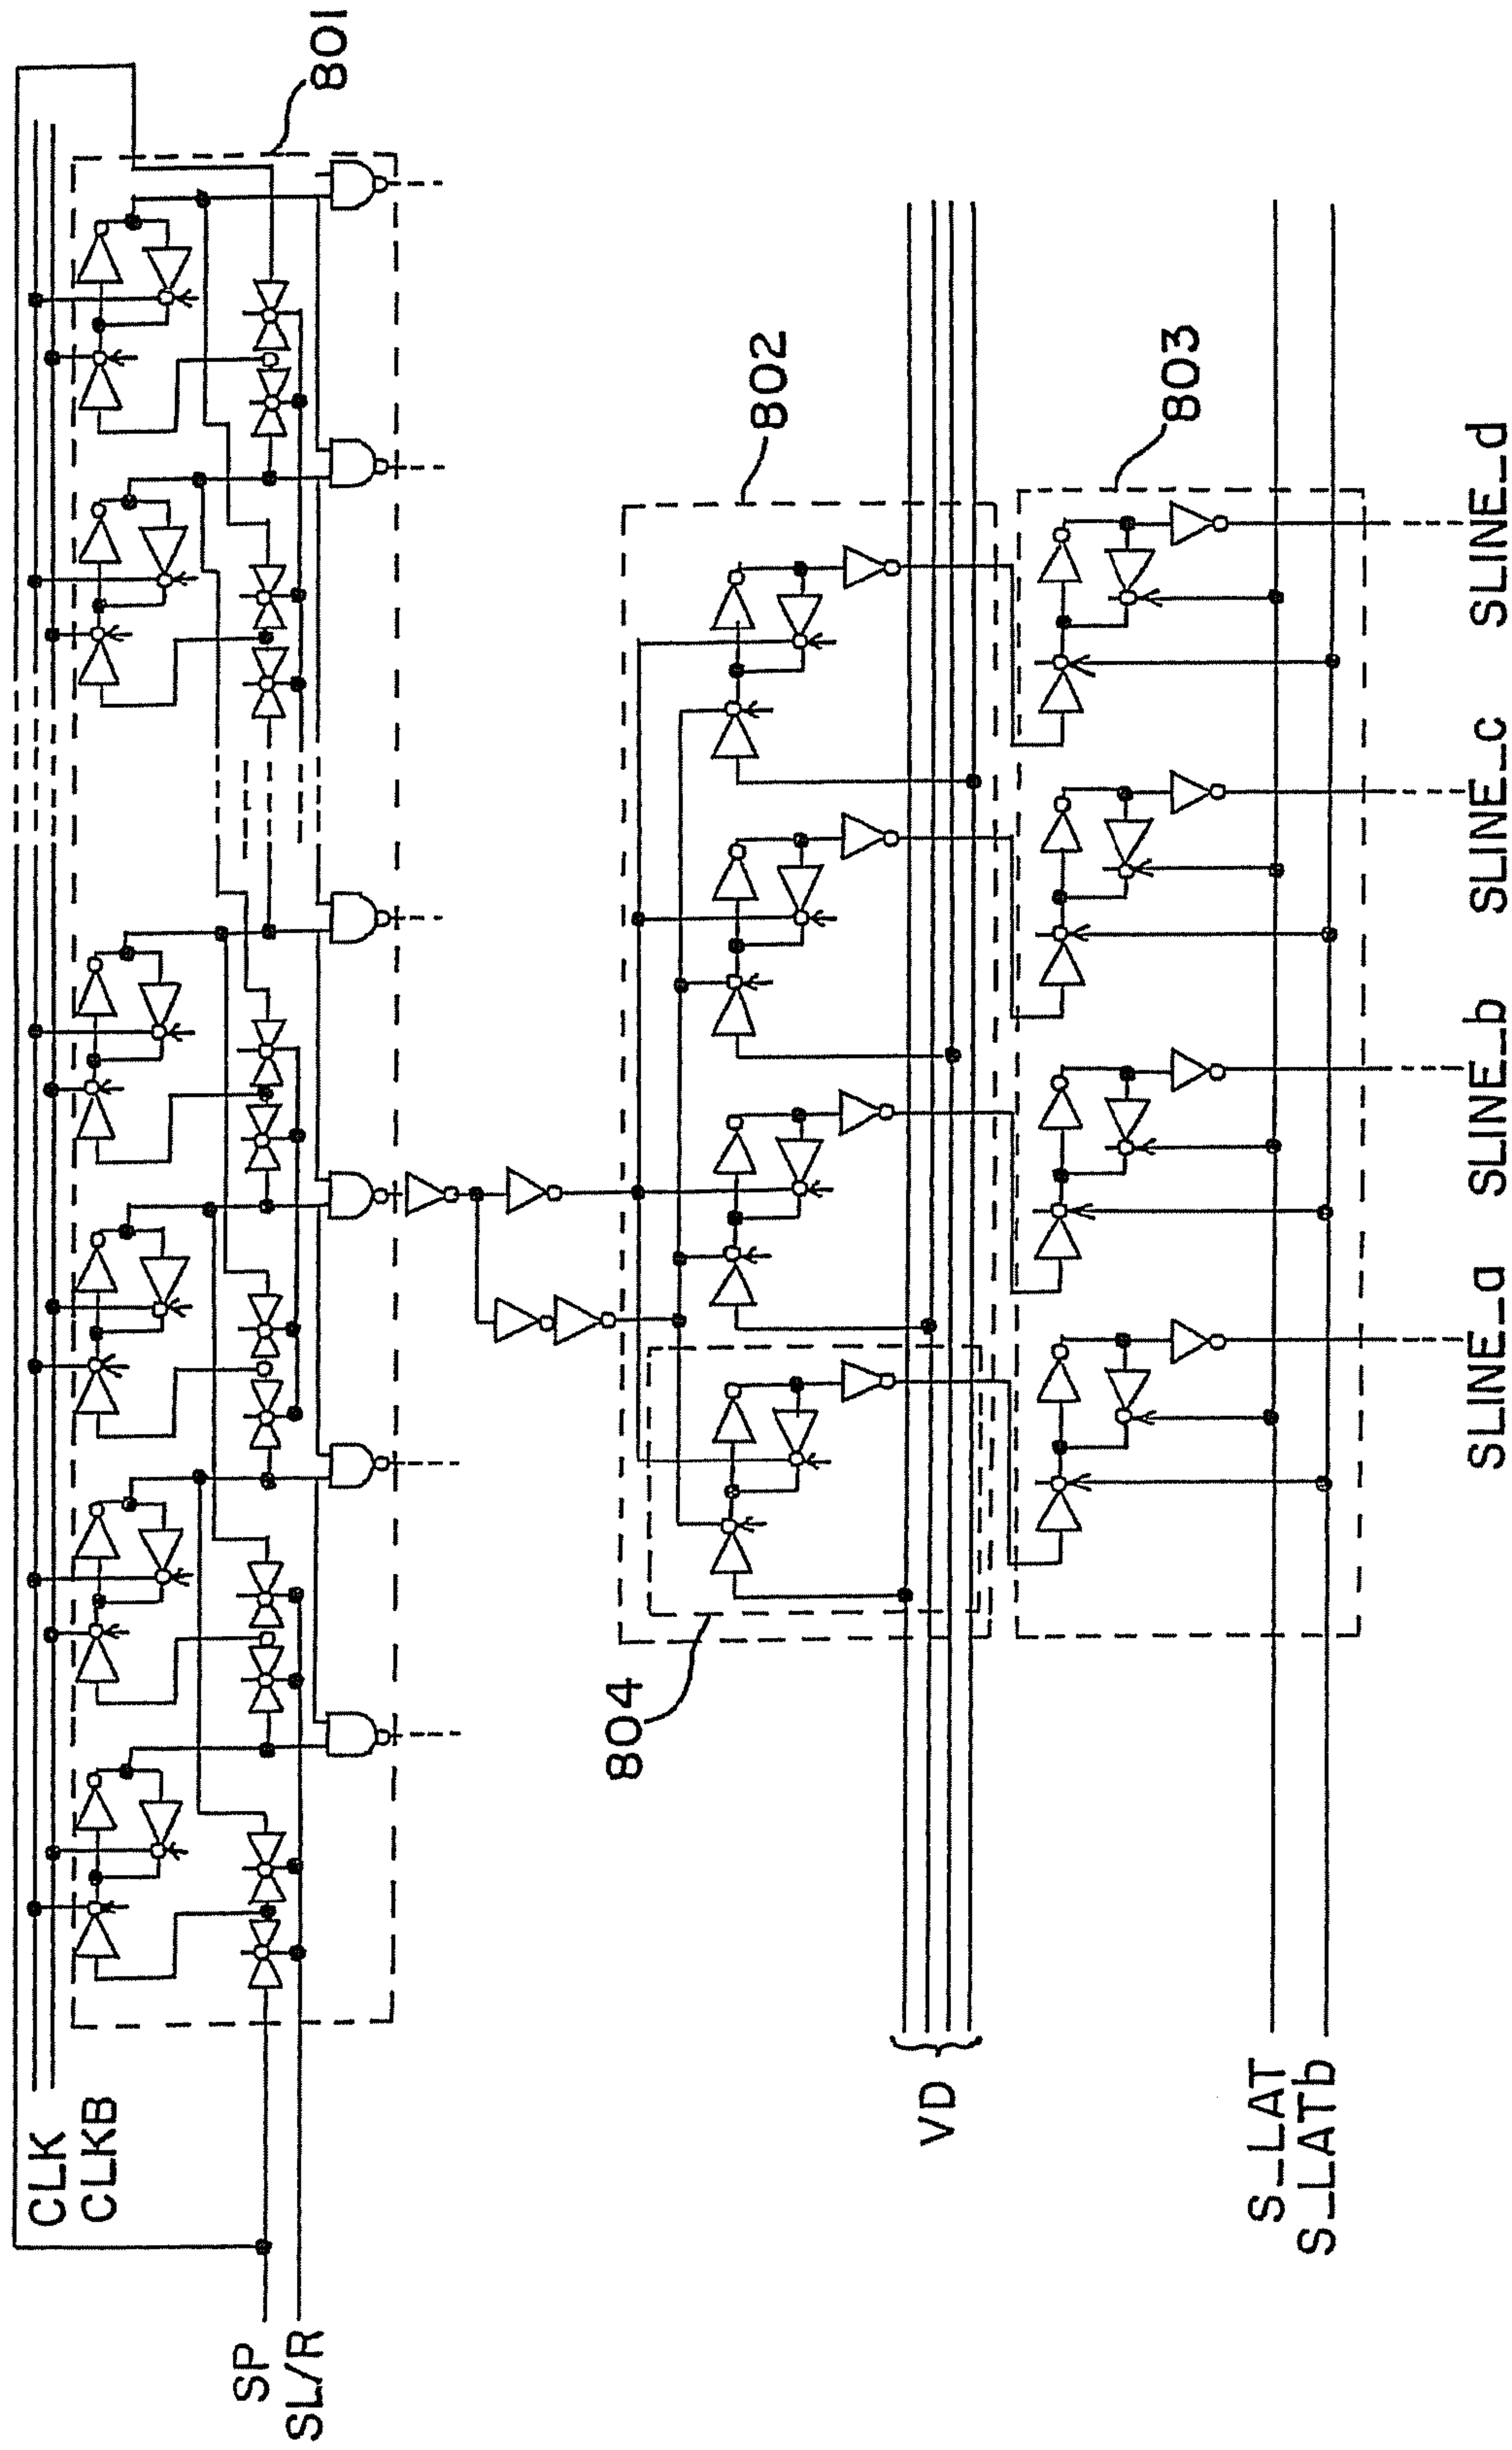 CLK
CLKB
SP
SL/R
801
802
804
VD
803
S_LAT
S_LATb
SLINE_a
SLINE_b
SLINE_c
SLINE_d